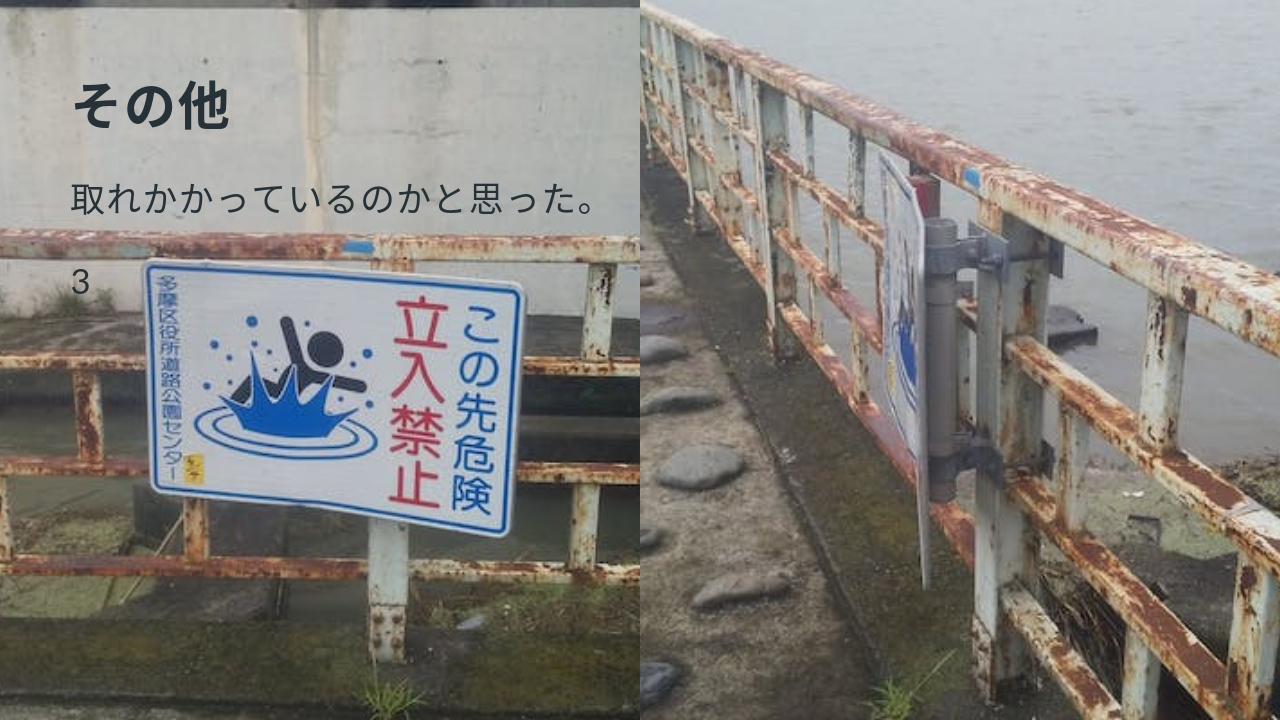 その他
取れかかっているのかと思った。
3
この先危険
立入禁止
多摩区役所道路公園センター